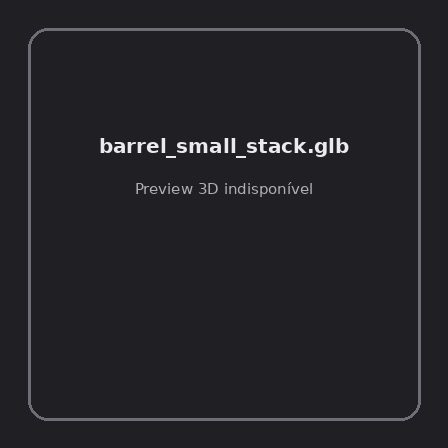 barrel_small_stack.glb
Preview 3D indisponível